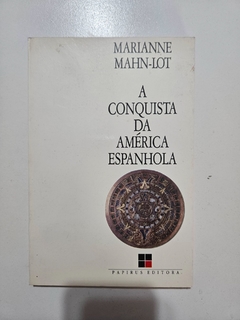 MARIANNE
MAHN-LOT
A
CONQUISTA
DA
AMÉRICA
ESPANHOLA
PAPIRUS EDITORA